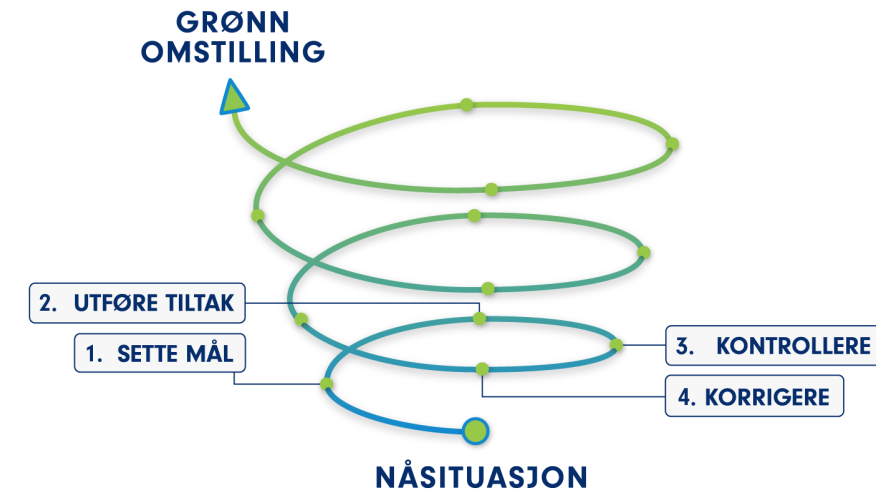 GRØNN
OMSTILLING
2. UTFØRE TILTAK
1. SETTE MÅL
3. KONTROLLERE
4. KORRIGERE
NÅSITUASJON